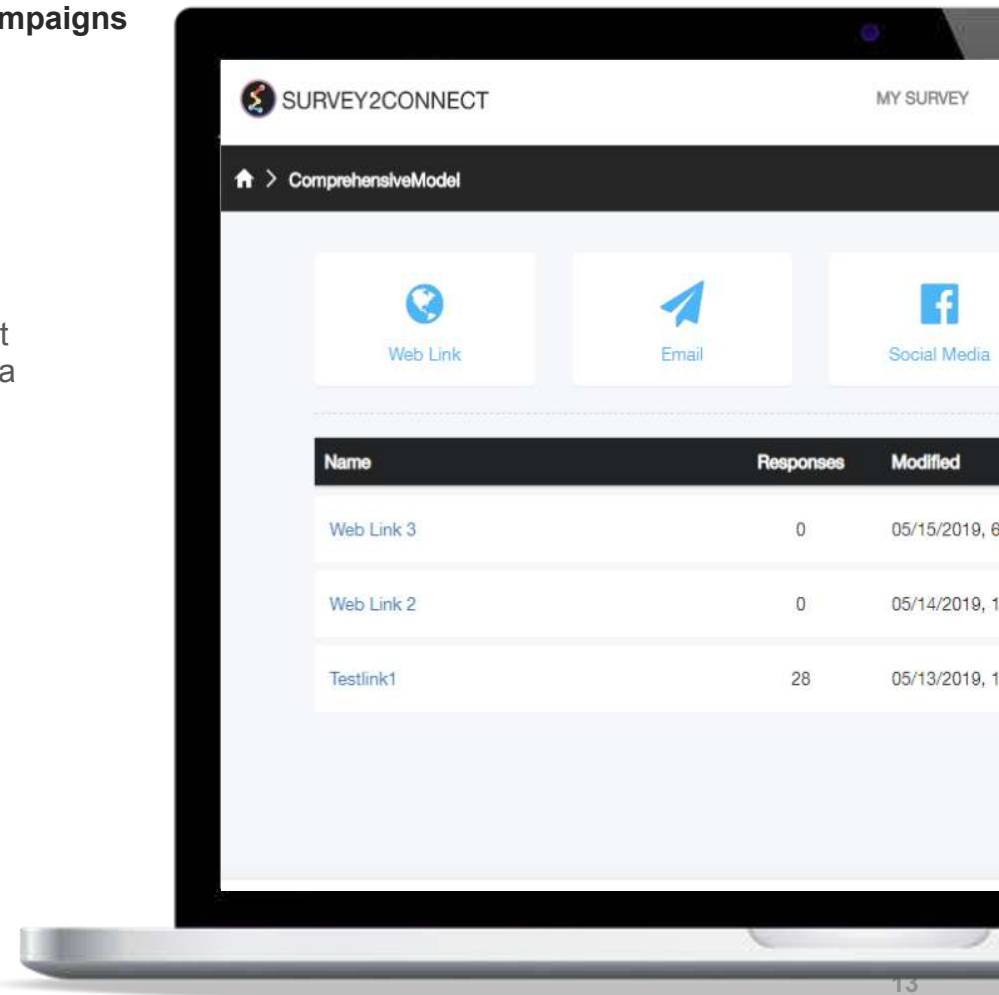 mpaigns
t
a
SURVEY2CONNECT MY SURVEY
ComprehensiveModel
Web Link Email Social Media
Name Responses Modified
Web Link 3 0 05/15/2019, 6
Web Link 2 0 05/14/2019, 1
Testlink1 28 05/13/2019, 1
13